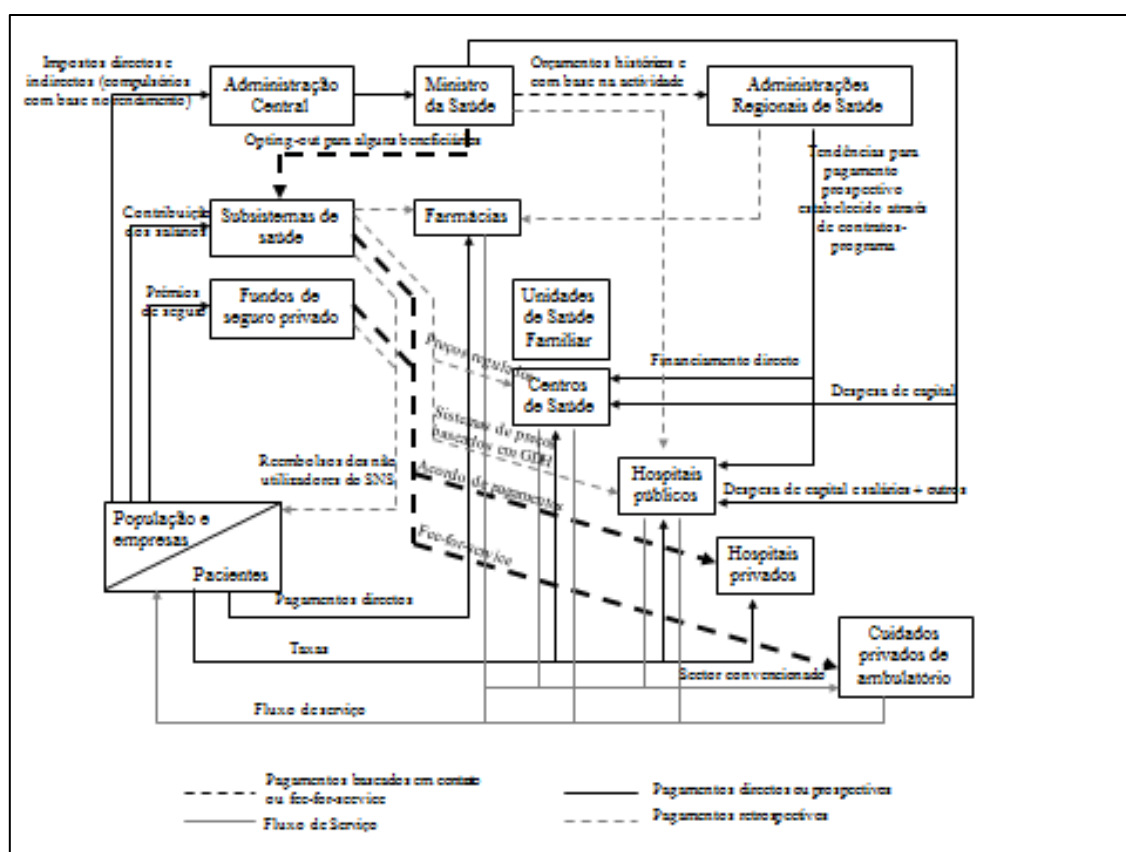 Impostos directos e
indirectos (compulsórios
com base no rendimento)
Administração
Central
Ministro
da Saúde
Orçamentos históricos e
com base na actividade
Administrações
Regionais de Saúde
Opting-out para alguns beneficiários
Tendências para
pagamento
prospectivo
estabelecido através
de contratos-
programa
Contribuição
dos salários
Subsistemas de
saúde
Farmácias
Prémios
de seguro
Fundos de
seguro privado
Unidades
de Saúde
Familiar
Preços regulados
Financiamento directo
Centros
de Saúde
Despesa de capital
Sistemas de preços
baseados em GDH
Reembolsos dos não
utilizadores do SNS
Acordo de pagamentos
Hospitais
públicos
Despesa de capital e salários + outros
População e
empresas
Pacientes
Fee-for-service
Hospitais
privados
Pagamentos directos
Taxas
Cuidados
privados de
ambulatório
Sector convencionado
Fluxo de serviço
Pagamentos baseados em contrato
ou fee-for-service
Pagamentos directos ou prospectivos
Fluxo de Serviço
Pagamentos retrospectivos